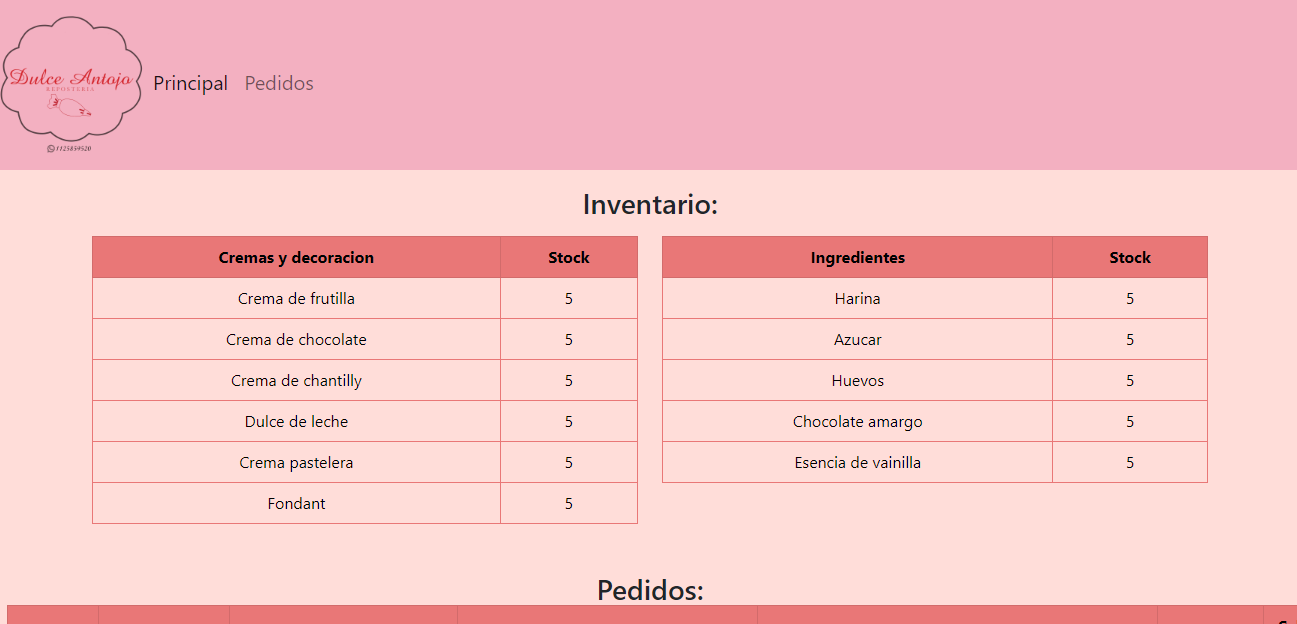 Dulce Antojo
REPOSTERIA
1125859520
Principal Pedidos
Inventario:
Cremas y decoracion Stock
Crema de frutilla 5
Crema de chocolate 5
Crema de chantilly 5
Dulce de leche 5
Crema pastelera 5
Fondant 5
Ingredientes Stock
Harina 5
Azucar 5
Huevos 5
Chocolate amargo 5
Esencia de vainilla 5
Pedidos: